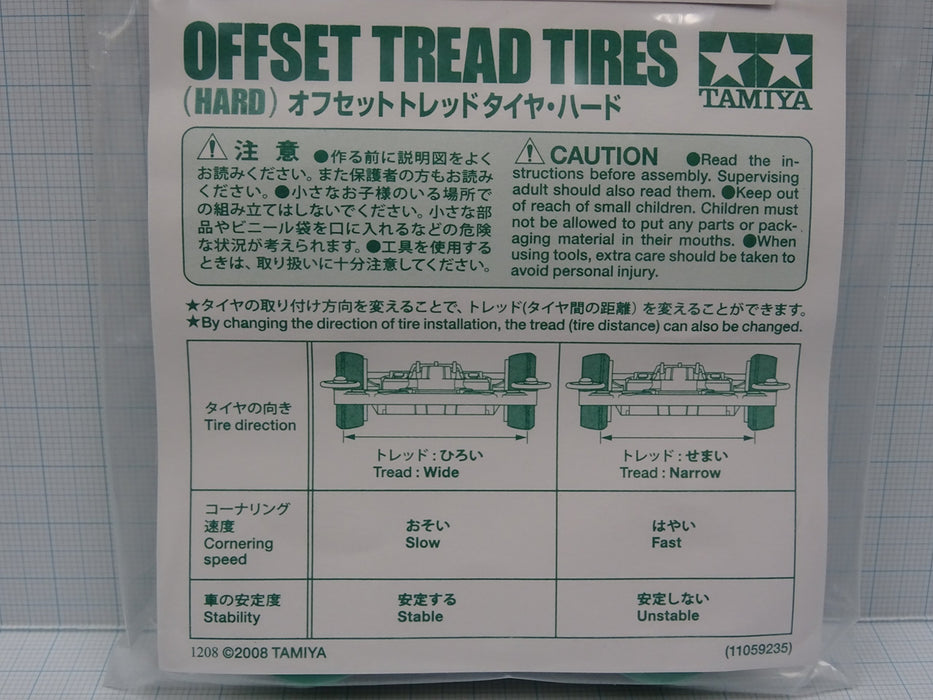 OFFSET TREAD TIRES
TAMIYA
(HARD) オフセットトレッドタイヤ・ハード
注 意 ●作る前に説明図をよく
お読みください。また保護者の方もお読み
ください。●小さなお子様のいる場所で
の組み立てはしないでください。小さな部
品やビニール袋を口に入れるなどの危険
な状況が考えられます。●工具を使用する
ときは、取り扱いに十分注意してください。
CAUTION ●Read the in-
structions before assembly. Supervising
adult should also read them. ●Keep out
of reach of small children. Children must
not be allowed to put any parts or pack-
aging material in their mouths. ●When
using tools, extra care should be taken to
avoid personal injury.
★タイヤの取り付け方向を変えることで、トレッド(タイヤ間の距離)を変えることができます。
★By changing the direction of tire installation, the tread (tire distance) can also be changed.
タイヤの向き
Tire direction
トレッド:ひろい
Tread : Wide
トレッド:せまい
Tread : Narrow
コーナリング
速度
Cornering
speed
おそい
Slow
はやい
Fast
車の安定度
Stability
安定する
Stable
安定しない
Unstable
1208 ©2008 TAMIYA
(11059235)